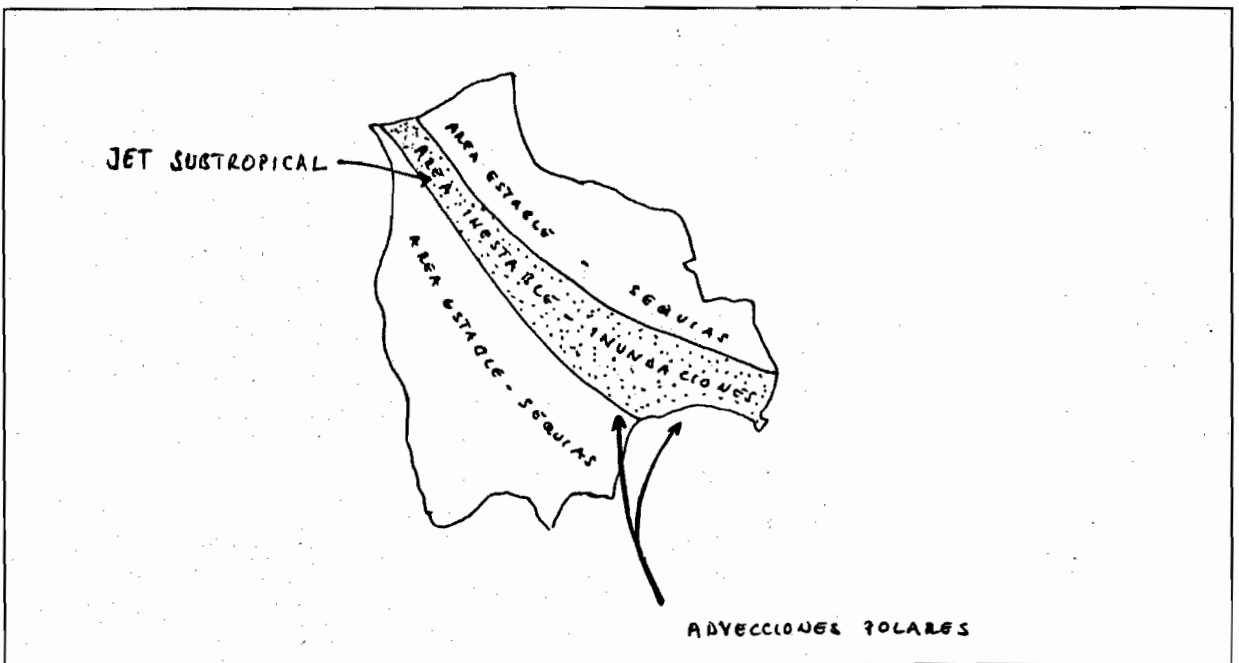 JET SUBTROPICAL
AREA ESTABLE - SEQUIAS
AREA INESTABLE - INUNDACIONES
AREA ESTABLE - SEQUIAS
ADVECCIONES POLARES